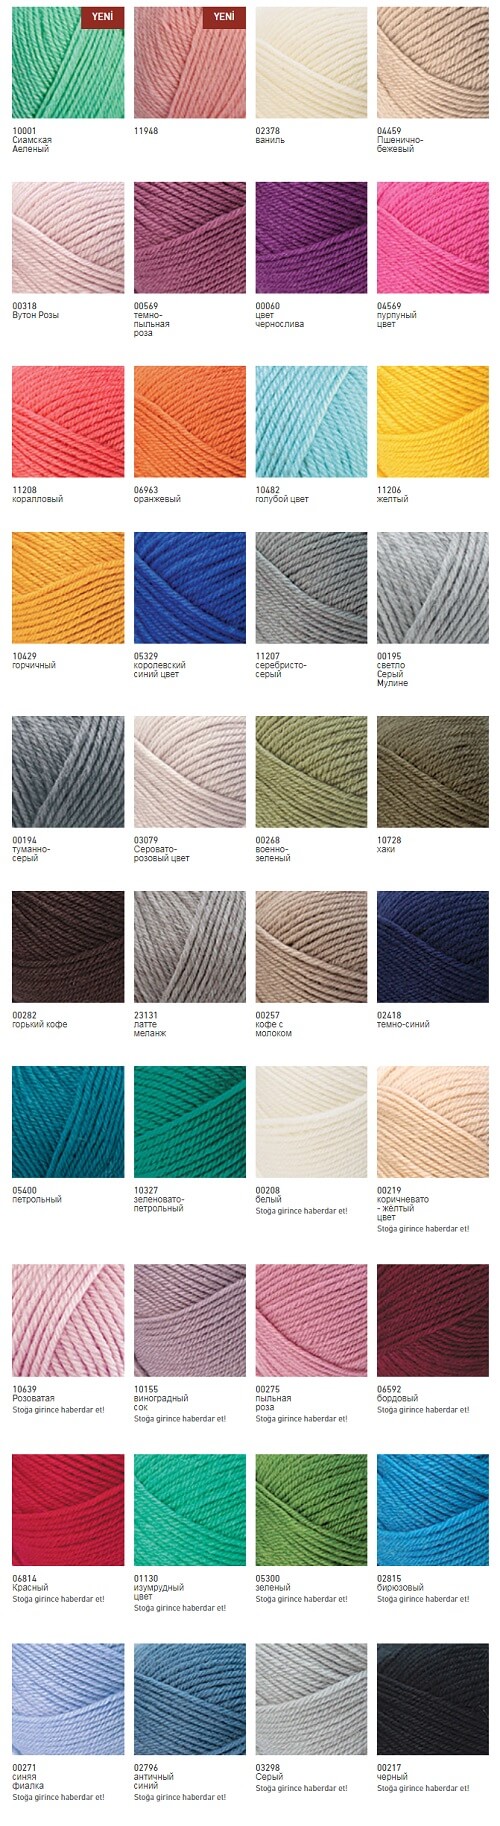 YENİ
YENİ
10001
Сиамская
Аеленый
11948
02378
ваниль
04459
Пшенично-
бежевый
00318
Вутон Розы
00569
темно-
пыльная
роза
00060
цвет
чернослива
04569
пурпуный
цвет
11208
коралловый
06963
оранжевый
10482
голубой цвет
11206
желтый
10429
горчичный
05329
королевский
синий цвет
11207
серебристо-
серый
00195
светло
Серый
Мулине
00194
туманно-
серый
03079
Серовато-
розовый цвет
00268
военно-
зеленый
10728
хаки
00282
горький кофе
23131
латте
меланж
00257
кофе с
молоком
02418
темно-синий
05400
петрольный
10327
зеленовато-
петрольный
00208
белый
Stoğa girince haberdar et!
00219
коричневато
- жёлтый
цвет
Stoğa girince haberdar et!
10639
Розоватая
Stoğa girince haberdar et!
10155
виноградный
сок
Stoğa girince haberdar et!
00275
пыльная
роза
Stoğa girince haberdar et!
06592
бордовый
Stoğa girince haberdar et!
06814
Красный
Stoğa girince haberdar et!
01130
изумрудный
цвет
Stoğa girince haberdar et!
05300
зеленый
Stoğa girince haberdar et!
02815
бирюзовый
Stoğa girince haberdar et!
00271
синяя
фиалка
Stoğa girince haberdar et!
02796
античный
синий
Stoğa girince haberdar et!
03298
Серый
Stoğa girince haberdar et!
00217
черный
Stoğa girince haberdar et!